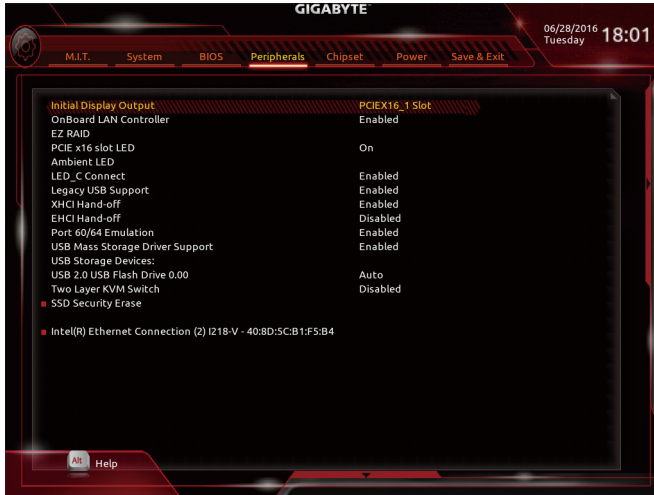 GIGABYTE
06/28/2016 Tuesday 18:01
M.I.T. System BIOS Peripherals Chipset Power Save & Exit
Initial Display Output PCIEX16_1 Slot
OnBoard LAN Controller Enabled
EZ RAID
PCIE x16 slot LED On
Ambient LED
LED_C Connect Enabled
Legacy USB Support Enabled
XHCI Hand-off Enabled
EHCI Hand-off Disabled
Port 60/64 Emulation Enabled
USB Mass Storage Driver Support Enabled
USB Storage Devices:
USB 2.0 USB Flash Drive 0.00 Auto
Two Layer KVM Switch Disabled
SSD Security Erase
Intel(R) Ethernet Connection (2) I218-V - 40:8D:5C:B1:F5:B4
Alt Help